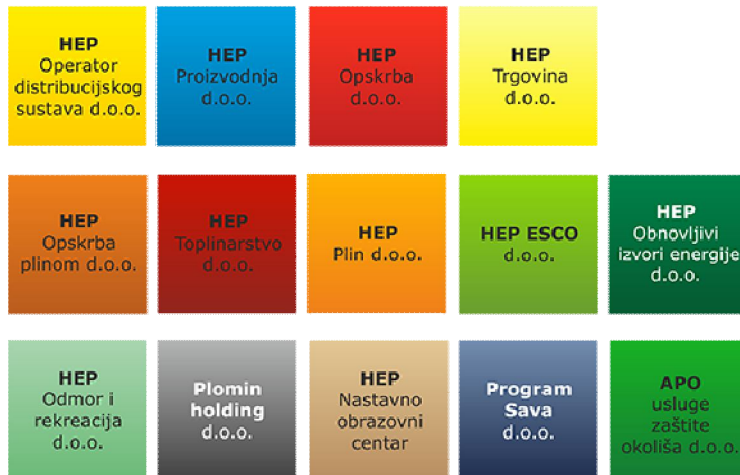 HEP
Operator
distribucijskog
sustava d.o.o.
HEP
Proizvodnja
d.o.o.
HEP
Opskrba
d.o.o.
HEP
Trgovina
d.o.o.
HEP
Opskrba
plinom d.o.o.
HEP
Toplinarstvo
d.o.o.
HEP
Plin d.o.o.
HEP ESCO
d.o.o.
HEP
Obnovljivi
izvori energije
d.o.o.
HEP
Odmor i
rekreacija
d.o.o.
Plomin
holding
d.o.o.
HEP
Nastavno
obrazovni
centar
Program
Sava
d.o.o.
APO
usluge
zaštite
okoliša d.o.o.